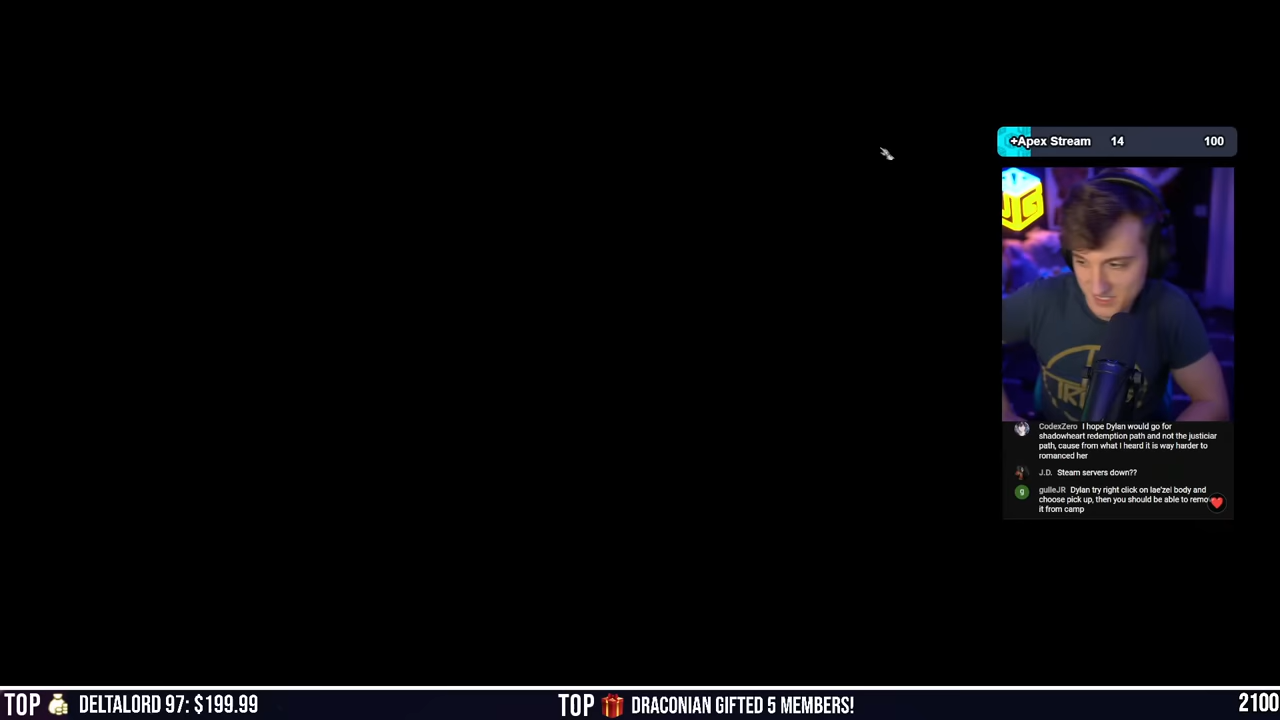 +Apex Stream 14 100
CodexZero I hope Dylan would go for
shadowheart redemption path and not the justiciar
path, cause from what I heard it is way harder to
romanced her
J.D. Steam servers down??
g gulleJR Dylan try right click on lae'zel body and
choose pick up, then you should be able to remo
it from camp
TOP DELTALORD 97: $199.99 TOP DRACONIAN GIFTED 5 MEMBERS! 2100